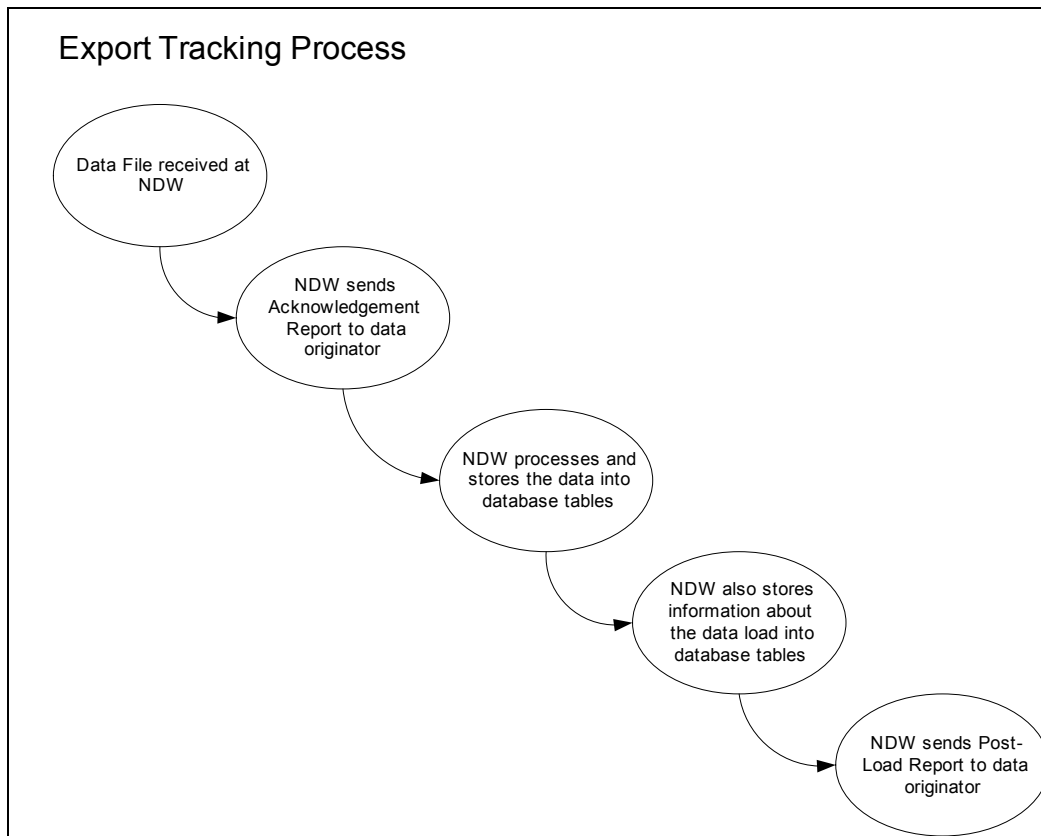 Export Tracking Process
Data File received at
NDW
NDW sends
Acknowledgement
Report to data
originator
NDW processes and
stores the data into
database tables
NDW also stores
information about
the data load into
database tables
NDW sends Post-
Load Report to data
originator